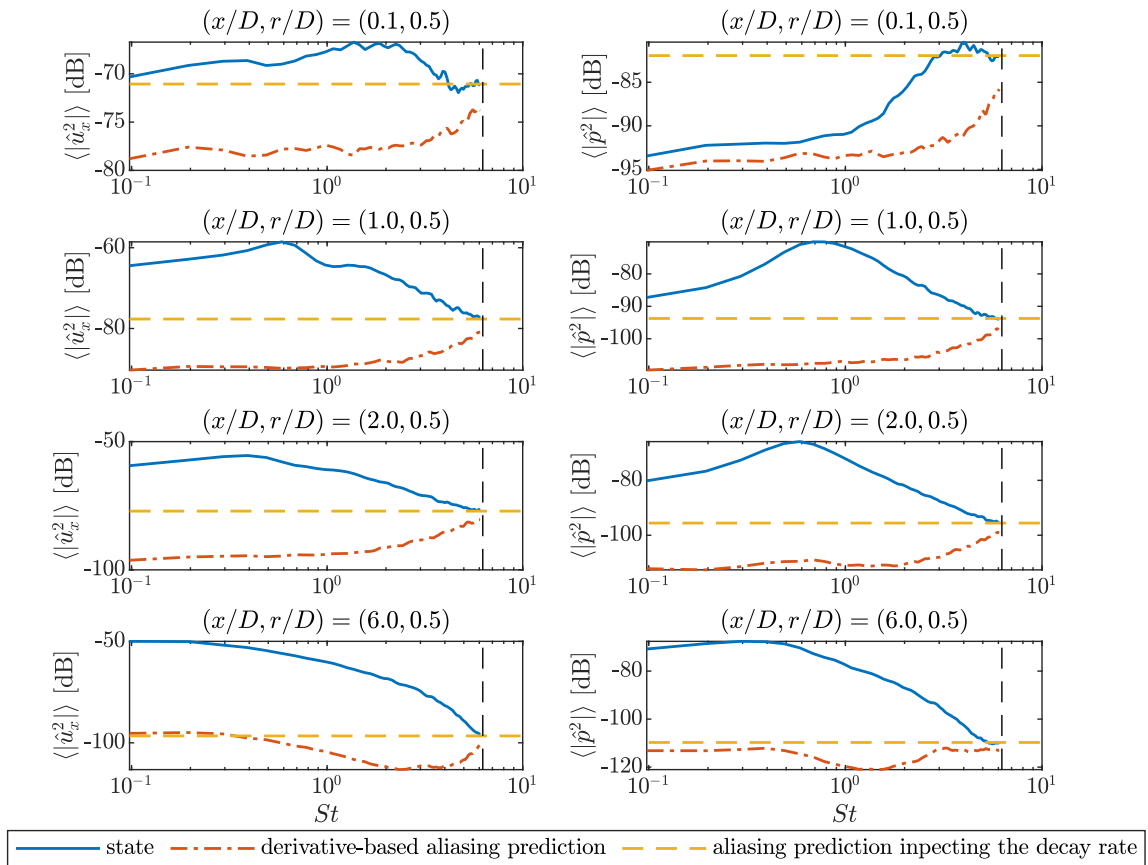 (x/D, r/D) = (0.1, 0.5)
(x/D, r/D) = (0.1, 0.5)
⟨|û²ₓ|⟩ [dB]
-70
-75
-80
10⁻¹ 10⁰ 10¹
⟨|p̂²|⟩ [dB]
-85
-90
-95
10⁻¹ 10⁰ 10¹
(x/D, r/D) = (1.0, 0.5)
(x/D, r/D) = (1.0, 0.5)
⟨|û²ₓ|⟩ [dB]
-60
-80
10⁻¹ 10⁰ 10¹
⟨|p̂²|⟩ [dB]
-80
-90
-100
10⁻¹ 10⁰ 10¹
(x/D, r/D) = (2.0, 0.5)
(x/D, r/D) = (2.0, 0.5)
⟨|û²ₓ|⟩ [dB]
-50
-100
10⁻¹ 10⁰ 10¹
⟨|p̂²|⟩ [dB]
-80
-100
10⁻¹ 10⁰ 10¹
(x/D, r/D) = (6.0, 0.5)
(x/D, r/D) = (6.0, 0.5)
⟨|û²ₓ|⟩ [dB]
-50
-100
10⁻¹ 10⁰ 10¹
St
⟨|p̂²|⟩ [dB]
-80
-100
-120
10⁻¹ 10⁰ 10¹
St
state derivative-based aliasing prediction aliasing prediction inpecting the decay rate